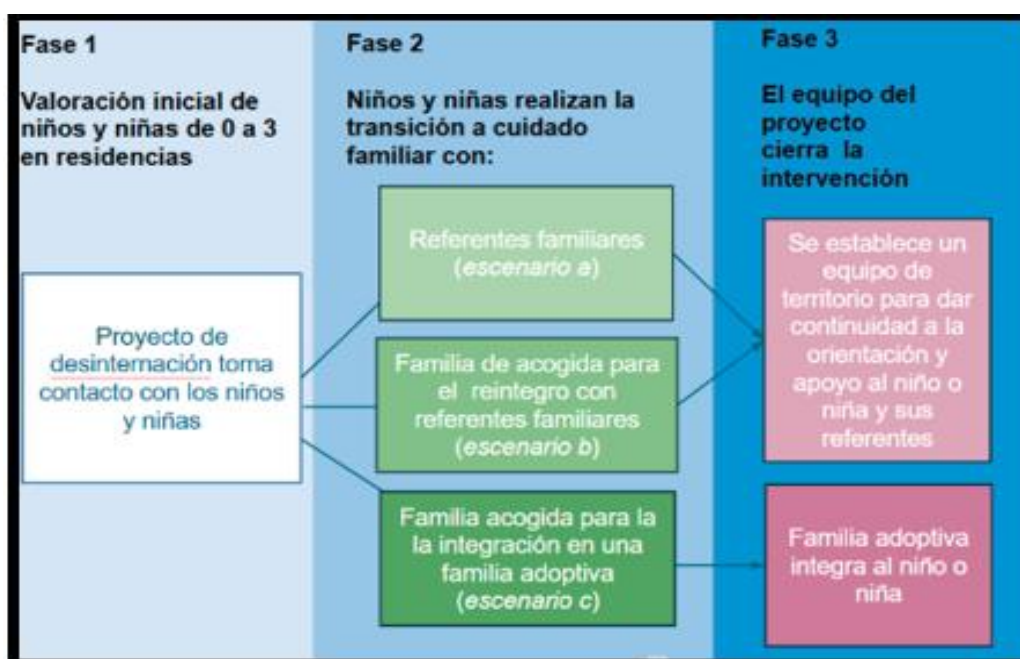 Fase 1
Valoración inicial de
niños y niñas de 0 a 3
en residencias
Proyecto de
desinternación toma
contacto con los niños
y niñas
Fase 2
Niños y niñas realizan la
transición a cuidado
familiar con:
Referentes familiares
(escenario a)
Familia de acogida para
el reintegro con
referentes familiares
(escenario b)
Familia acogida para la
la integración en una
familia adoptiva
(escenario c)
Fase 3
El equipo del
proyecto
cierra la
intervención
Se establece un
equipo de
territorio para dar
continuidad a la
orientación y
apoyo al niño o
niña y sus
referentes
Familia adoptiva
integra al niño o
niña